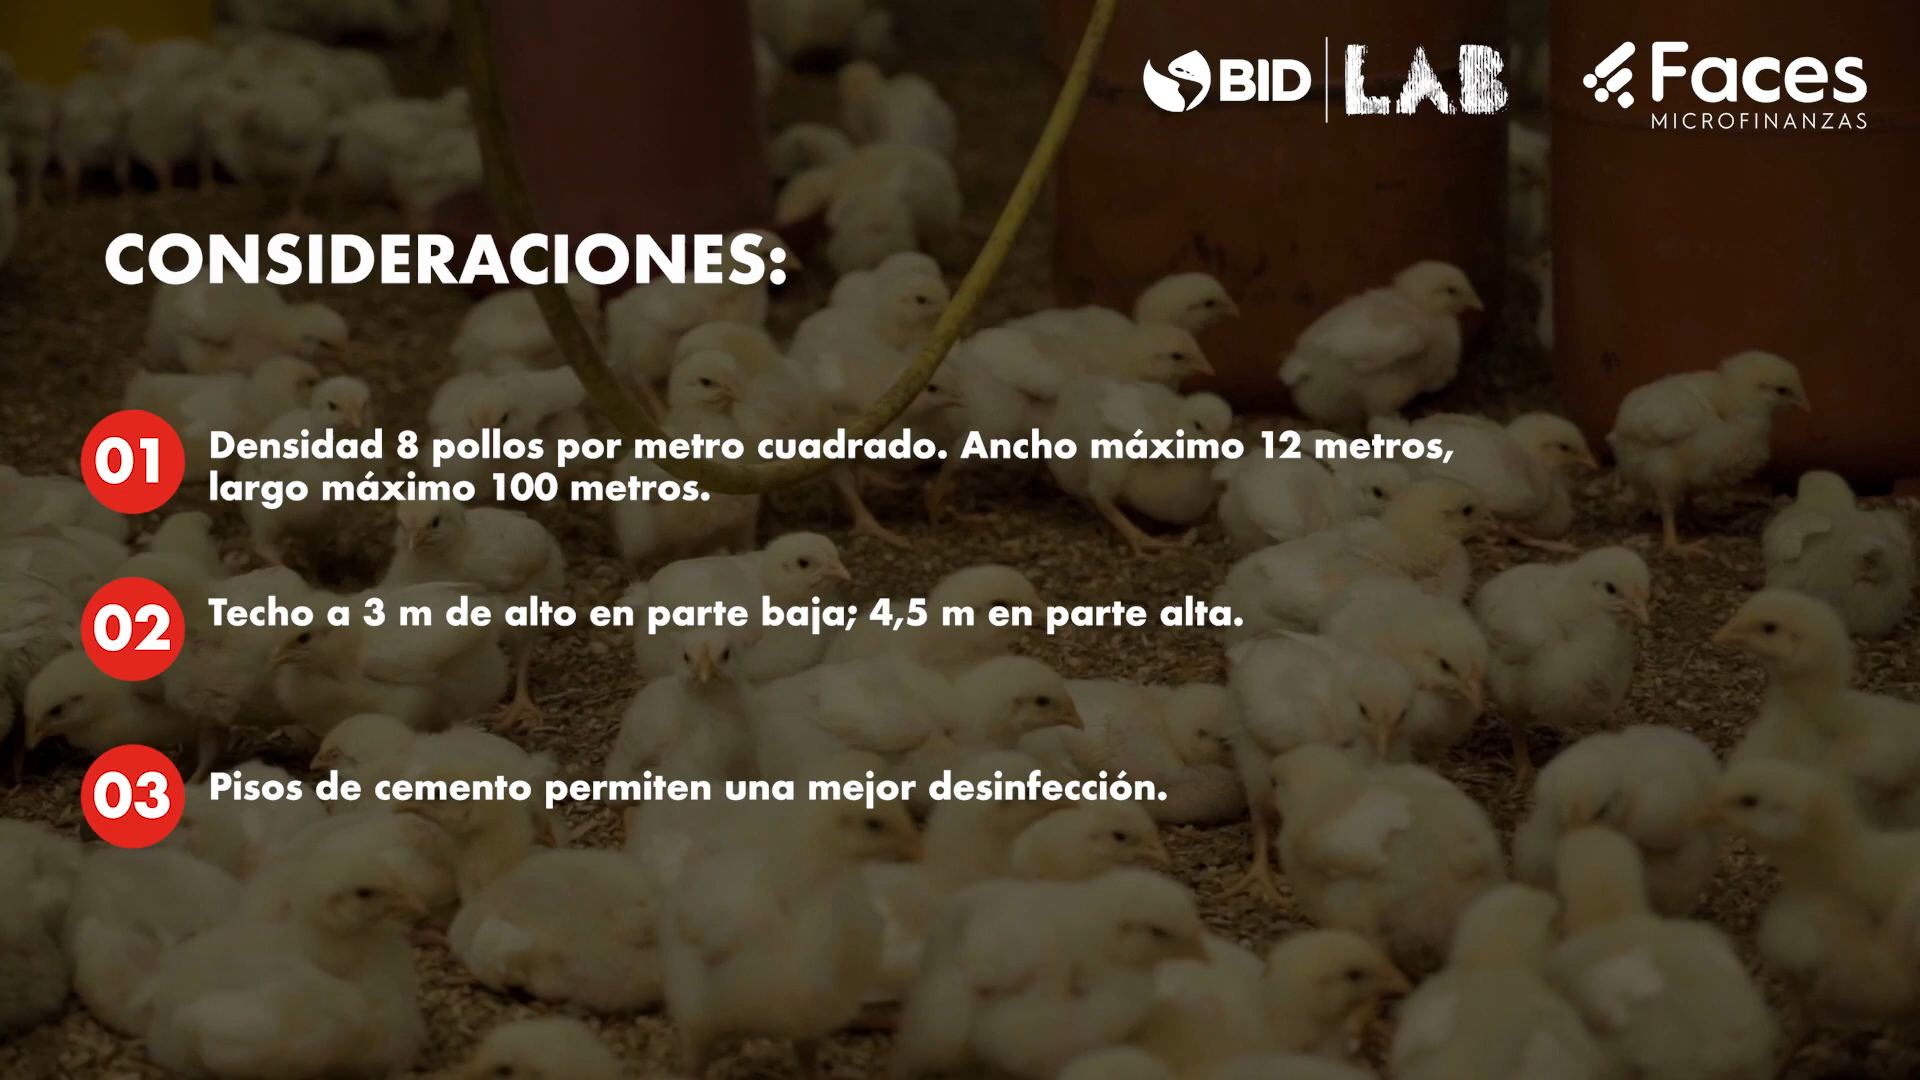 BID LAB
Faces
MICROFINANZAS
CONSIDERACIONES:
01 Densidad 8 pollos por metro cuadrado. Ancho máximo 12 metros,
largo máximo 100 metros.
02 Techo a 3 m de alto en parte baja; 4,5 m en parte alta.
03 Pisos de cemento permiten una mejor desinfección.